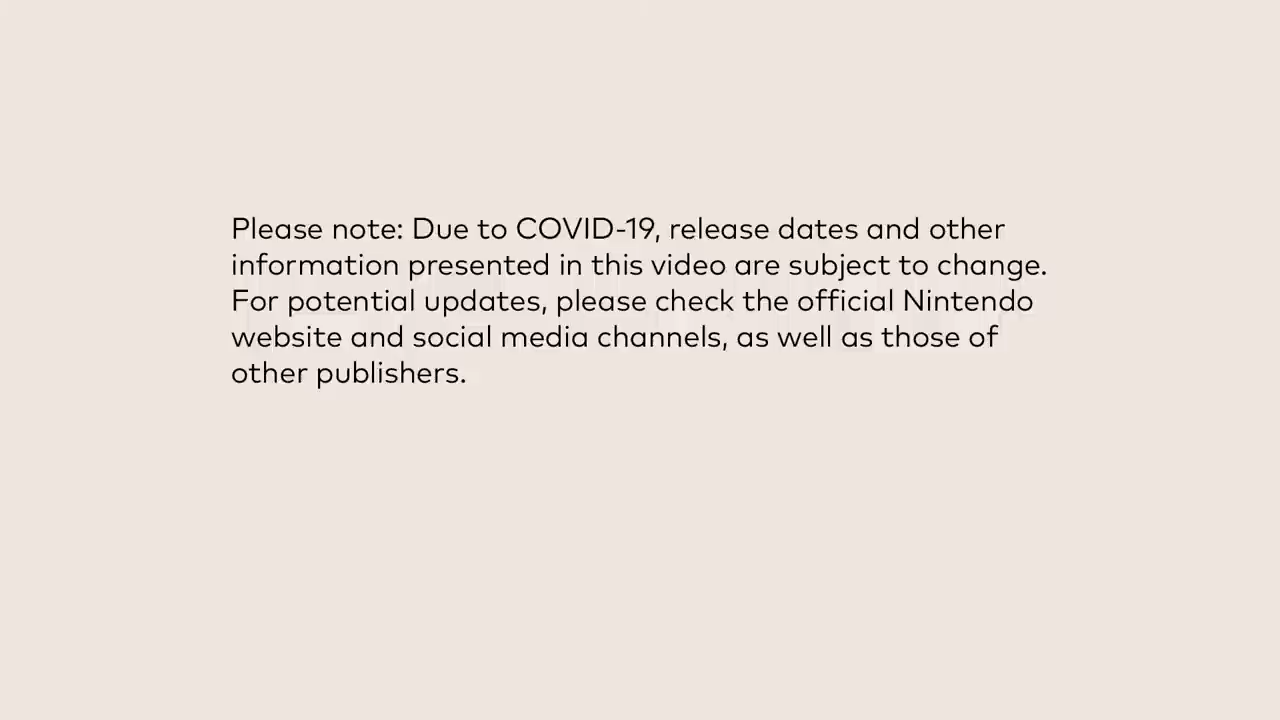 Please note: Due to COVID-19, release dates and other
information presented in this video are subject to change.
For potential updates, please check the official Nintendo
website and social media channels, as well as those of
other publishers.